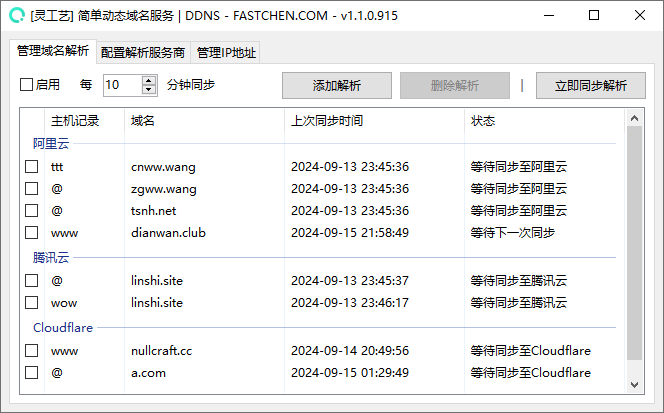 [灵工艺] 简单动态域名服务 | DDNS - FASTCHEN.COM - v1.1.0.915
管理域名解析 配置解析服务商 管理IP地址
启用 每 10 分钟同步 添加解析 删除解析 | 立即同步解析
主机记录 域名 上次同步时间 状态
阿里云
ttt cnww.wang 2024-09-13 23:45:36 等待同步至阿里云
@ zgww.wang 2024-09-13 23:45:36 等待同步至阿里云
@ tsnh.net 2024-09-13 23:45:36 等待同步至阿里云
www dianwan.club 2024-09-15 21:58:49 等待下一次同步
腾讯云
@ linshi.site 2024-09-13 23:45:37 等待同步至腾讯云
wow linshi.site 2024-09-13 23:46:17 等待同步至腾讯云
Cloudflare
www nullcraft.cc 2024-09-14 20:49:56 等待同步至Cloudflare
@ a.com 2024-09-15 01:29:49 等待同步至Cloudflare